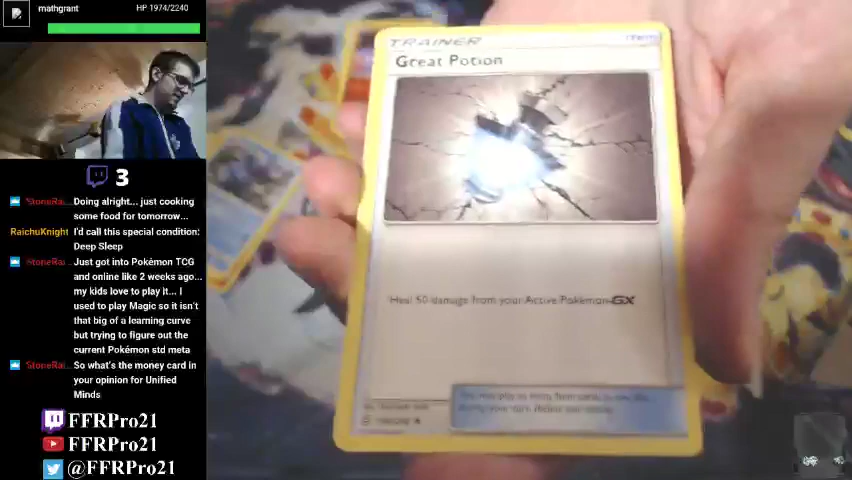 mathgrant
HP 1974/2240
3
StoneRai... Doing alright... just cooking
some food for tomorrow...
RaichuKnight I'd call this special condition:
Deep Sleep
StoneRai... Just got into Pokémon TCG
and online like 2 weeks ago...
my kids love to play it... I
used to play Magic so it isn't
that big of a learning curve
but trying to figure out the
current Pokémon std meta
StoneRai... So what's the money card in
your opinion for Unified
Minds
FFRPro21
FFRPro21
@FFRPro21
TRAINER
Item
Great Potion
Heal 50 damage from your Active Pokémon-GX